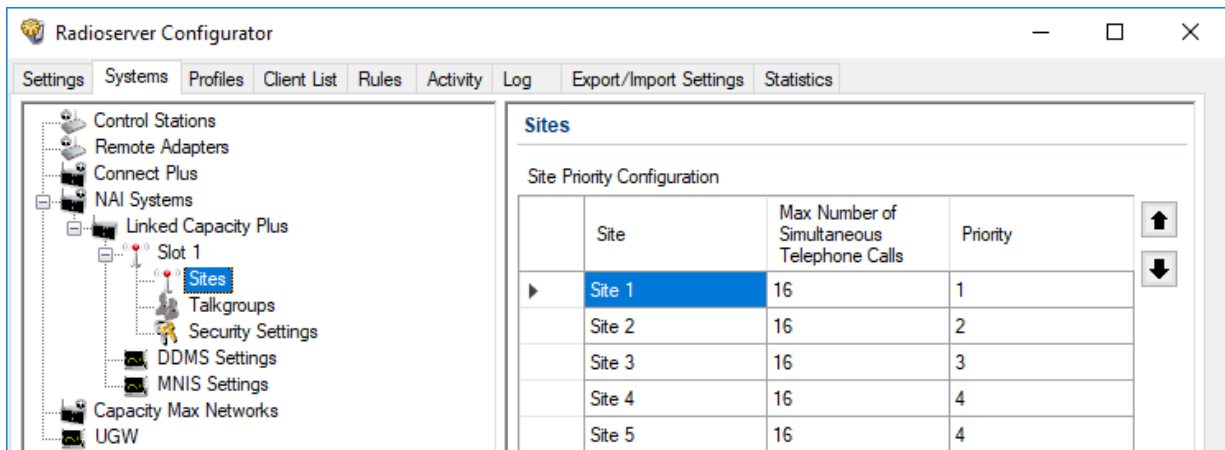 Radioserver Configurator
Settings Systems Profiles Client List Rules Activity Log Export/Import Settings Statistics
Control Stations
Remote Adapters
Connect Plus
NAI Systems
Linked Capacity Plus
Slot 1
Sites
Talkgroups
Security Settings
DDMS Settings
MNIS Settings
Capacity Max Networks
UGW
Sites
Site Priority Configuration
Site
Max Number of
Simultaneous
Telephone Calls
Priority
Site 1 16 1
Site 2 16 2
Site 3 16 3
Site 4 16 4
Site 5 16 4